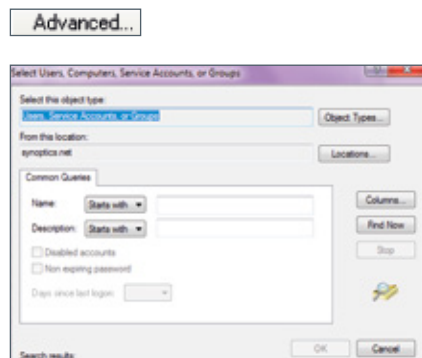 Advanced...
Select Users, Computers, Service Accounts, or Groups
Select this object type:
Users, Service Accounts, or Groups
Object Types...
From this location:
synoptics.net
Locations...
Common Queries
Name:
Starts with
Columns...
Description:
Starts with
Find Now
Disabled accounts
Stop
Non expiring password
Days since last logon:
OK
Cancel
Search results: